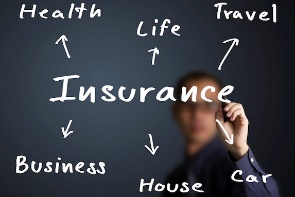 Health
Life
Travel
Insurance
Business
House
Car